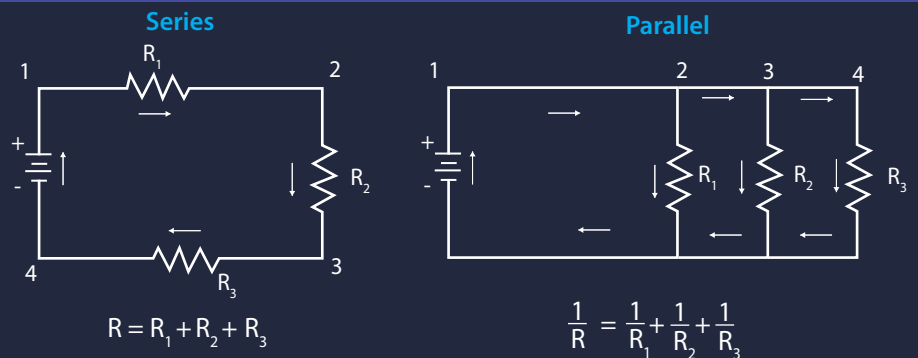 Series
R₁
1
2
+
-
R₂
4
3
R₃
R = R₁ + R₂ + R₃
Parallel
1
2
3
4
+
-
R₁
R₂
R₃
1/R = 1/R₁ + 1/R₂ + 1/R₃